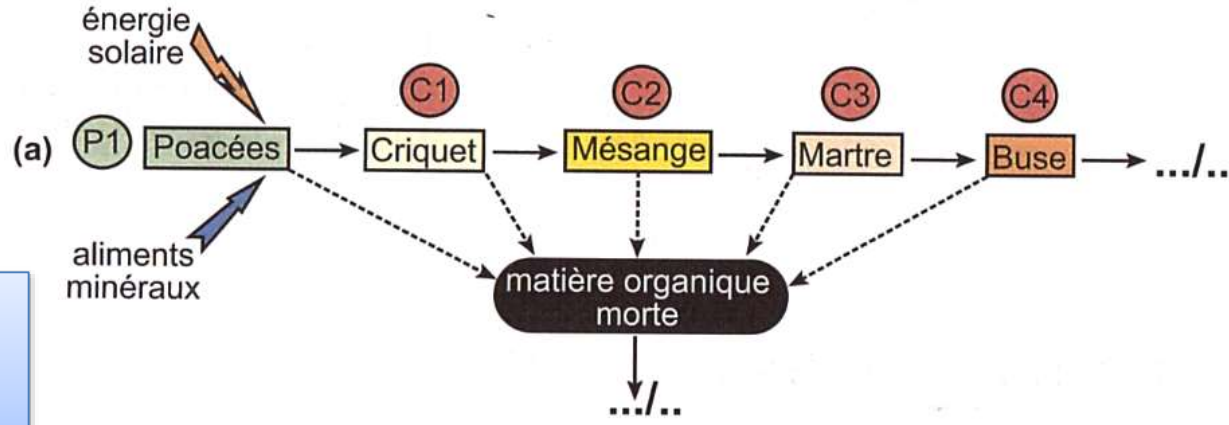 énergie
solaire
C1
C2
C3
C4
(a)
P1
Poacées
Criquet
Mésange
Martre
Buse
.../..
aliments
minéraux
matière organique
morte
.../..